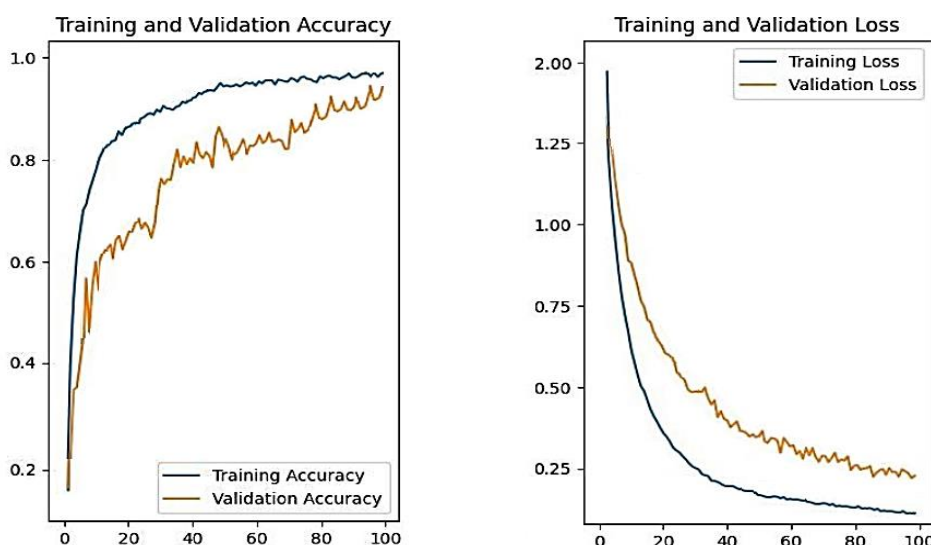 Training and Validation Accuracy
1.0
0.8
0.6
0.4
0.2
Training Accuracy
Validation Accuracy
0 20 40 60 80 100
Training and Validation Loss
2.00
1.25
1.00
0.75
0.50
0.25
Training Loss
Validation Loss
0 20 40 60 80 100